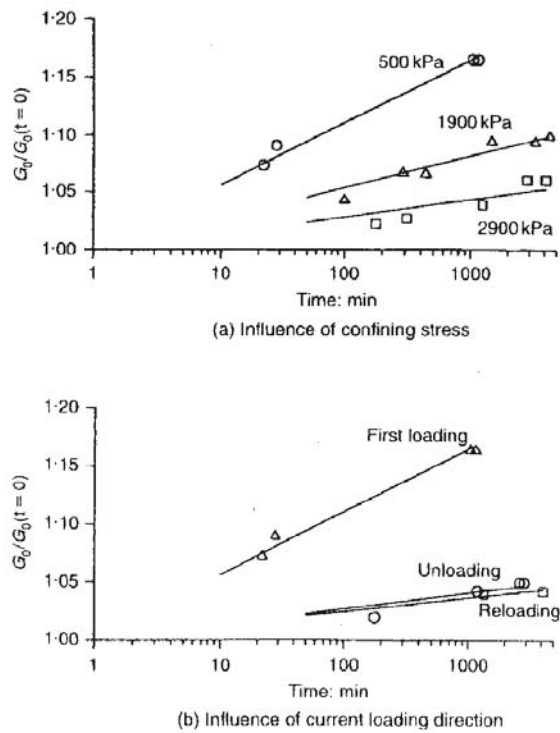 1·20
1·15
1·10
1·05
1·00
G₀/G₀(t = 0)
500 kPa
1900 kPa
2900 kPa
1
10
100
1000
Time: min
(a) Influence of confining stress
1·20
1·15
1·10
1·05
1·00
G₀/G₀(t = 0)
First loading
Unloading
Reloading
1
10
100
1000
Time: min
(b) Influence of current loading direction